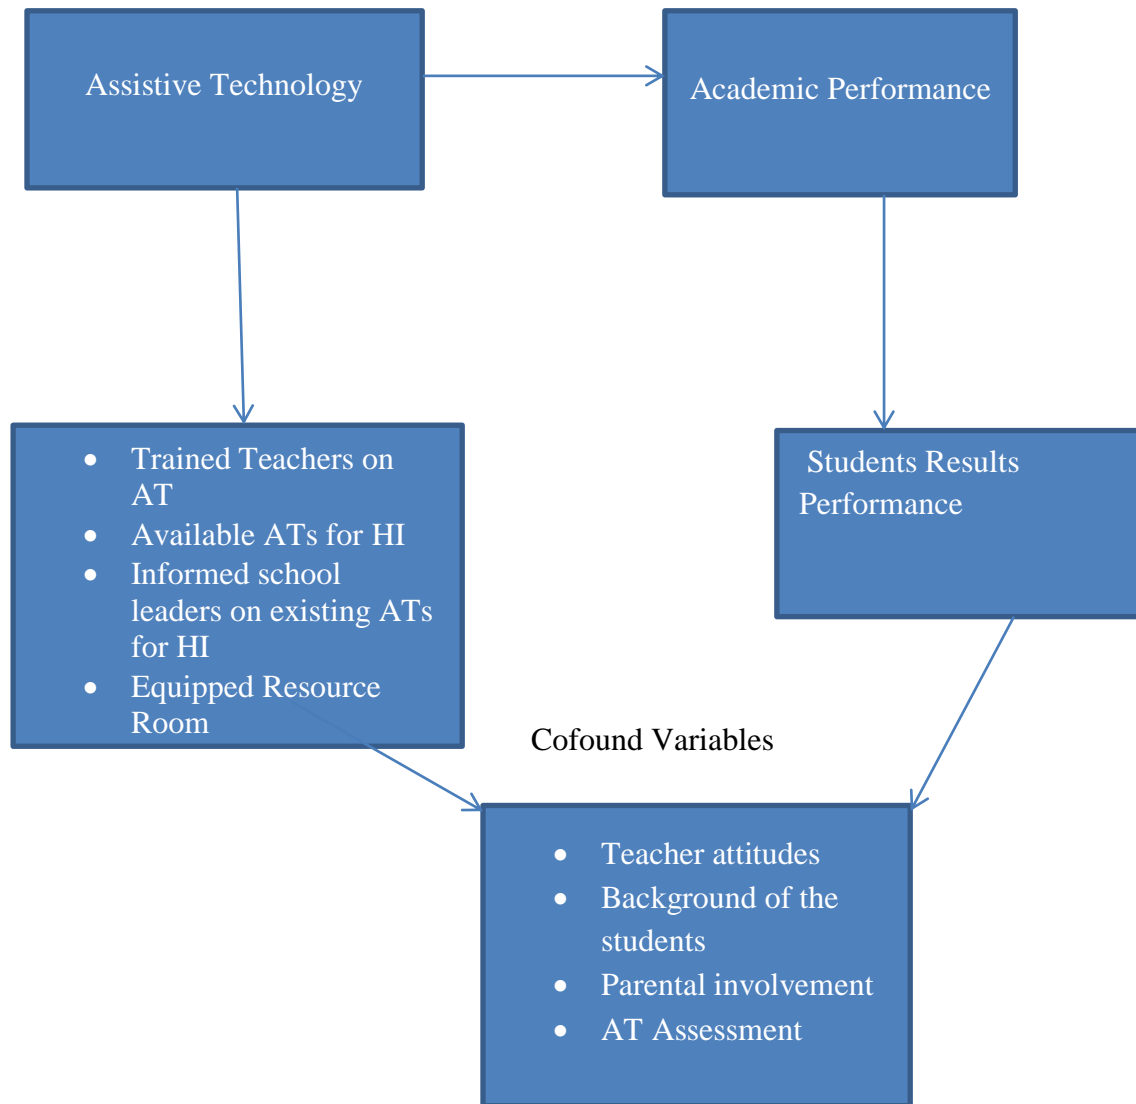 Assistive Technology
Academic Performance
• Trained Teachers on
AT
• Available ATs for HI
• Informed school
leaders on existing ATs
for HI
• Equipped Resource
Room
Students Results
Performance
Cofound Variables
• Teacher attitudes
• Background of the
students
• Parental involvement
• AT Assessment